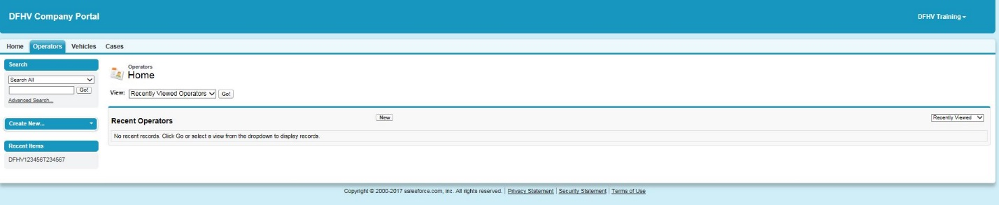 DFHV Company Portal
DFHV Training
Home Operators Vehicles Cases
Search
Search All
Go!
Advanced Search...
Create New...
Recent Items
DFHV123456T234567
Operators
Home
View: Recently Viewed Operators Go!
Recent Operators New Recently Viewed
No recent records. Click Go or select a view from the dropdown to display records.
Copyright © 2000-2017 salesforce.com, inc. All rights reserved. | Privacy Statement | Security Statement | Terms of Use